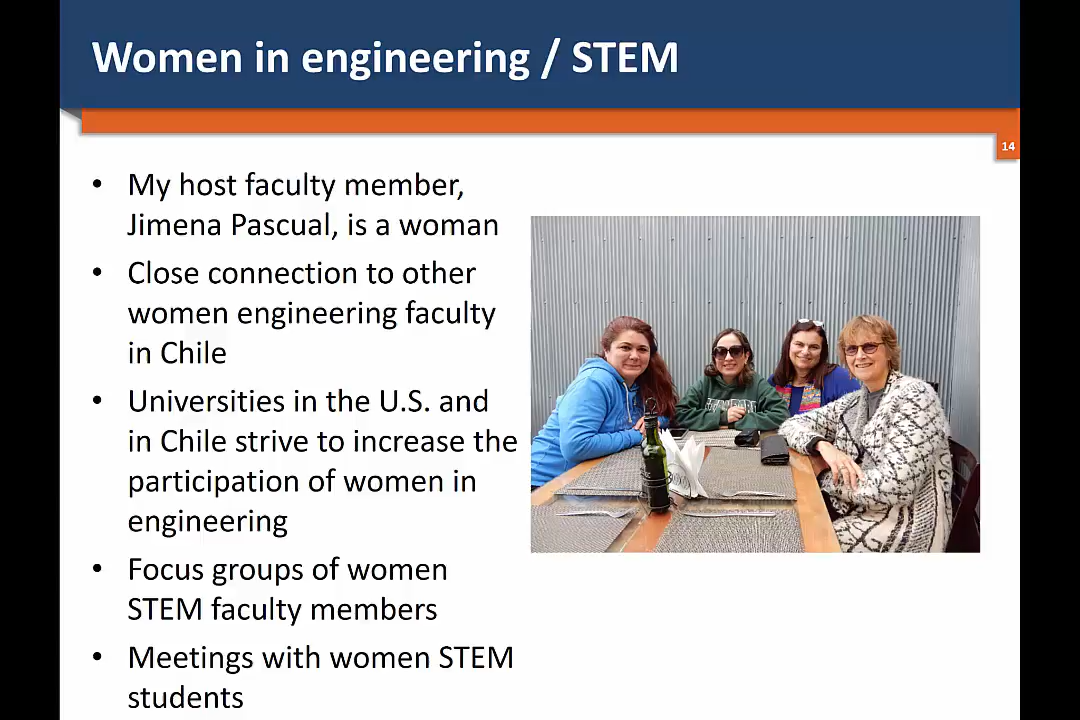 Women in engineering / STEM
14
• My host faculty member,
Jimena Pascual, is a woman
• Close connection to other
women engineering faculty
in Chile
• Universities in the U.S. and
in Chile strive to increase the
participation of women in
engineering
• Focus groups of women
STEM faculty members
• Meetings with women STEM
students